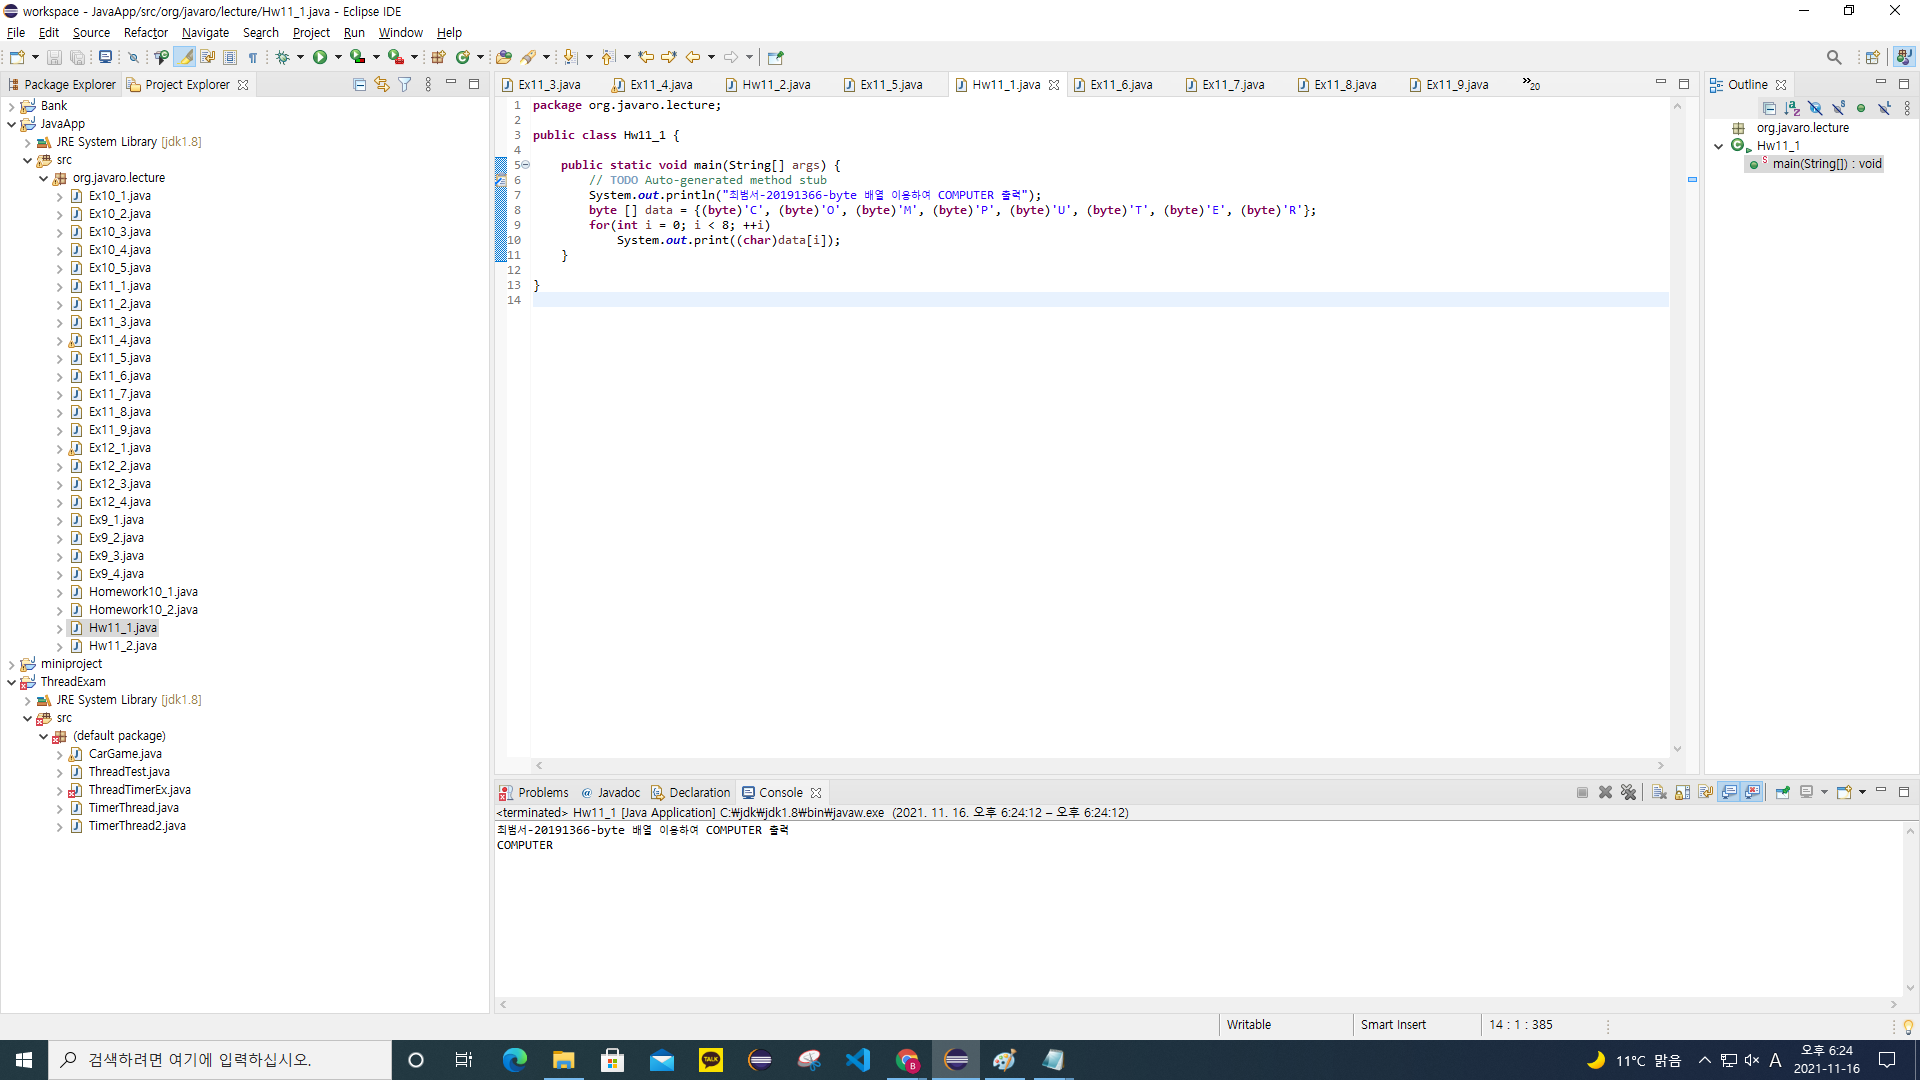 workspace - JavaApp/src/org/javaro/lecture/Hw11_1.java - Eclipse IDE
File Edit Source Refactor Navigate Search Project Run Window Help
Package Explorer Project Explorer
Bank
JavaApp
JRE System Library [jdk1.8]
src
org.javaro.lecture
Ex10_1.java
Ex10_2.java
Ex10_3.java
Ex10_4.java
Ex10_5.java
Ex11_1.java
Ex11_2.java
Ex11_3.java
Ex11_4.java
Ex11_5.java
Ex11_6.java
Ex11_7.java
Ex11_8.java
Ex11_9.java
Ex12_1.java
Ex12_2.java
Ex12_3.java
Ex12_4.java
Ex9_1.java
Ex9_2.java
Ex9_3.java
Ex9_4.java
Homework10_1.java
Homework10_2.java
Hw11_1.java
Hw11_2.java
miniproject
ThreadExam
JRE System Library [jdk1.8]
src
(default package)
CarGame.java
ThreadTest.java
ThreadTimerEx.java
TimerThread.java
TimerThread2.java
Ex11_3.java Ex11_4.java Hw11_2.java Ex11_5.java Hw11_1.java Ex11_6.java Ex11_7.java Ex11_8.java Ex11_9.java »20
1 package org.javaro.lecture;
2
3 public class Hw11_1 {
4
5 public static void main(String[] args) {
6 // TODO Auto-generated method stub
7 System.out.println("최범서-20191366-byte 배열 이용하여 COMPUTER 출력");
8 byte [] data = {(byte)'C', (byte)'O', (byte)'M', (byte)'P', (byte)'U', (byte)'T', (byte)'E', (byte)'R'};
9 for(int i = 0; i < 8; ++i)
10 System.out.print((char)data[i]);
11 }
12
13 }
14
Outline
org.javaro.lecture
Hw11_1
main(String[]) : void
Problems @ Javadoc Declaration Console
<terminated> Hw11_1 [Java Application] C:₩jdk₩jdk1.8₩bin₩javaw.exe (2021. 11. 16. 오후 6:24:12 – 오후 6:24:12)
최범서-20191366-byte 배열 이용하여 COMPUTER 출력
COMPUTER
Writable Smart Insert 14 : 1 : 385
검색하려면 여기에 입력하십시오.
TALK
B
11°C 맑음 A 오후 6:24
2021-11-16